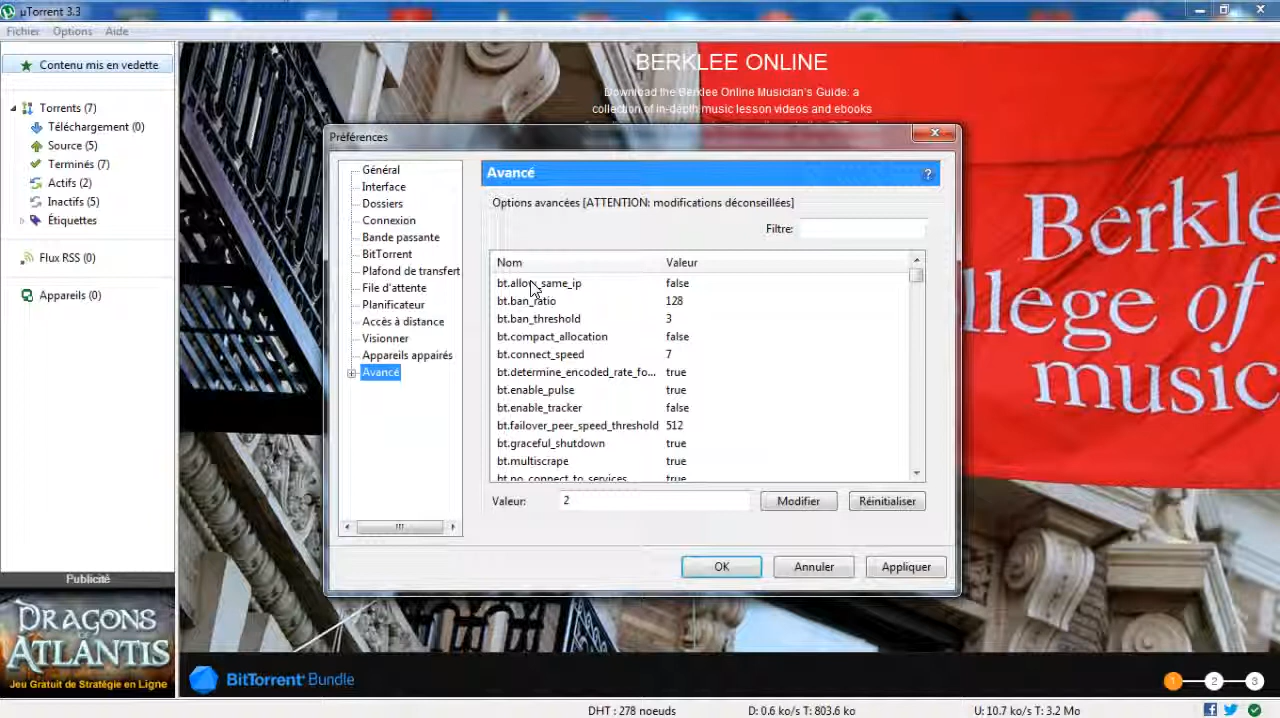 µTorrent 3.3
Fichier Options Aide
Contenu mis en vedette
Torrents (7)
Téléchargement (0)
Source (5)
Terminés (7)
Actifs (2)
Inactifs (5)
Étiquettes
Flux RSS (0)
Appareils (0)
Publicité
DRAGONS OF
ATLANTIS
Jeu Gratuit de Stratégie en Ligne
BERKLEE ONLINE
Download the Berklee Online Musician's Guide: a
collection of in-depth music lesson videos and ebooks
Berkle
llege of
music
Préférences
Général
Interface
Dossiers
Connexion
Bande passante
BitTorrent
Plafond de transfert
File d'attente
Planificateur
Accès à distance
Visionner
Appareils appairés
Avancé
Avancé
?
Options avancées [ATTENTION: modifications déconseillées]
Filtre:
Nom Valeur
bt.allow_same_ip false
bt.ban_ratio 128
bt.ban_threshold 3
bt.compact_allocation false
bt.connect_speed 7
bt.determine_encoded_rate_fo... true
bt.enable_pulse true
bt.enable_tracker false
bt.failover_peer_speed_threshold 512
bt.graceful_shutdown true
bt.multiscrape true
bt.no_connect_to_services true
Valeur: 2 Modifier Réinitialiser
OK Annuler Appliquer
BitTorrent Bundle
1 2 3
DHT : 278 noeuds D: 0.6 ko/s T: 803.6 ko U: 10.7 ko/s T: 3.2 Mo